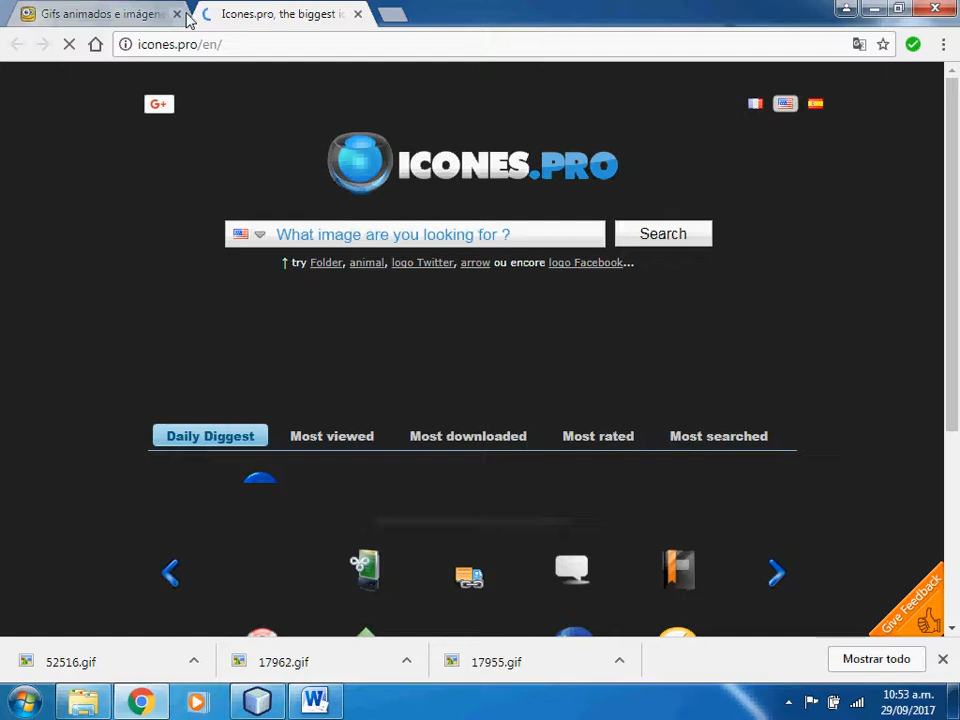 Gifs animados e imágene
Icones.pro, the biggest i
icones.pro/en/
G+
ICONES.PRO
What image are you looking for ?
Search
↑ try Folder, animal, logo Twitter, arrow ou encore logo Facebook...
Daily Diggest
Most viewed
Most downloaded
Most rated
Most searched
Give Feedback
52516.gif
17962.gif
17955.gif
Mostrar todo
10:53 a.m.
29/09/2017